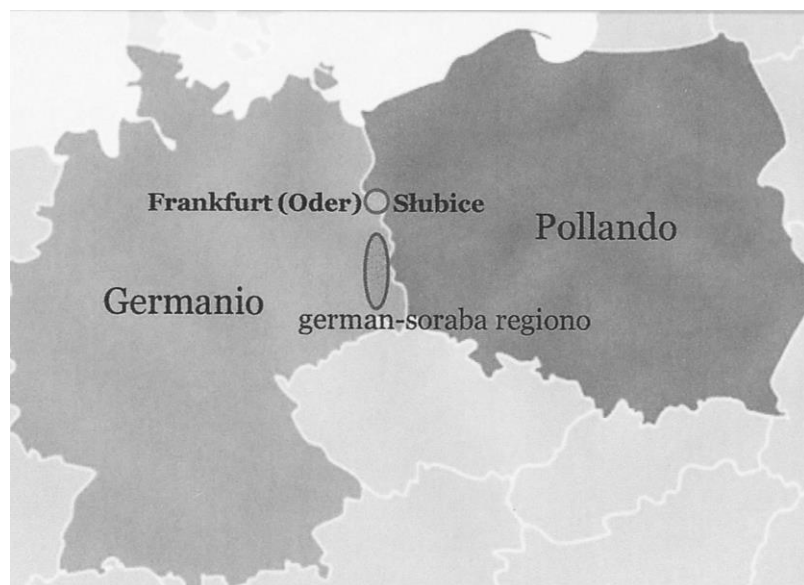 Frankfurt (Oder) Słubice
Pollando
Germanio
german-soraba regiono